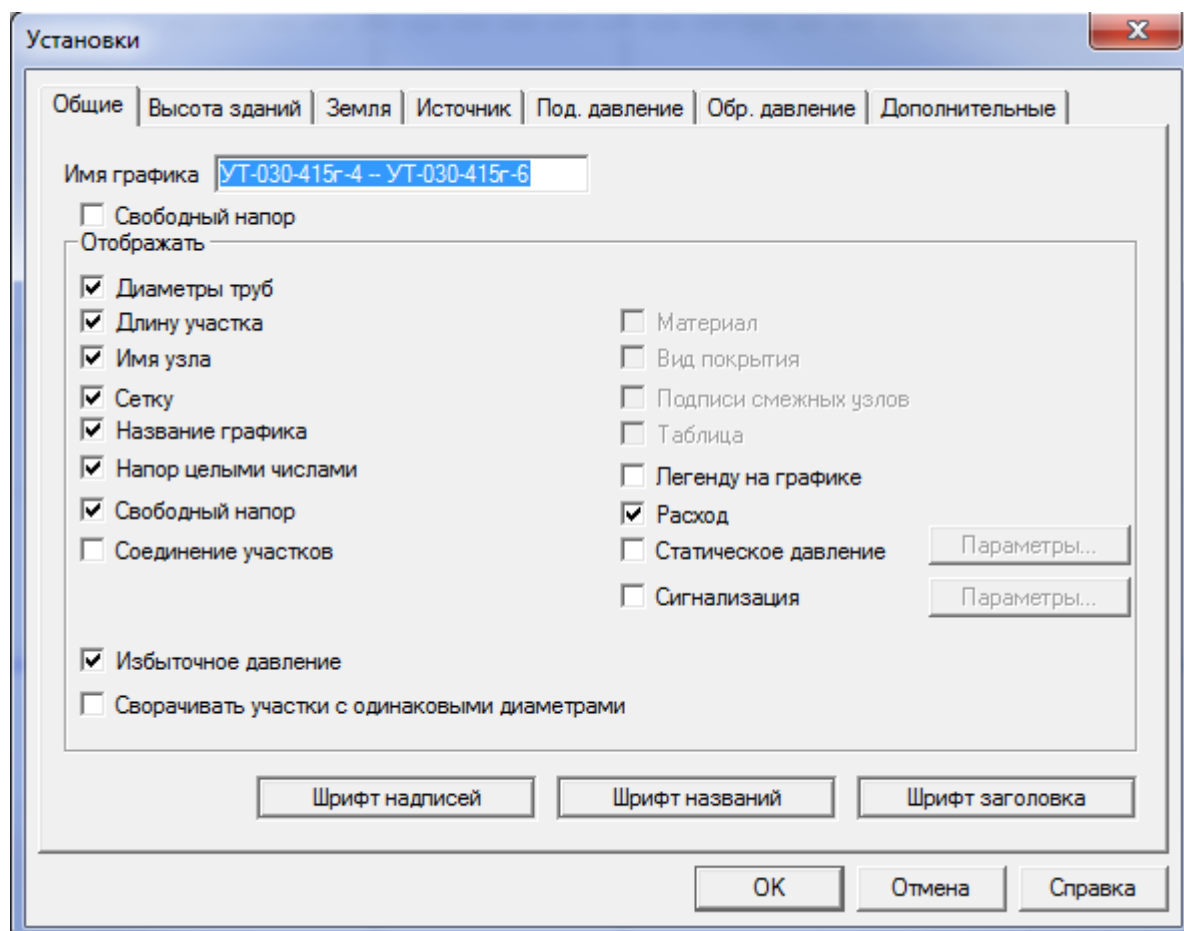 Установки
Общие Высота зданий Земля Источник Под. давление Обр. давление Дополнительные
Имя графика УТ-030-415г-4 -- УТ-030-415г-6
Свободный напор
Отображать
Диаметры труб
Длину участка Материал
Имя узла Вид покрытия
Сетку Подписи смежных узлов
Название графика Таблица
Напор целыми числами Легенду на графике
Свободный напор Расход
Соединение участков Статическое давление Параметры...
Сигнализация Параметры...
Избыточное давление
Сворачивать участки с одинаковыми диаметрами
Шрифт надписей Шрифт названий Шрифт заголовка
OK Отмена Справка